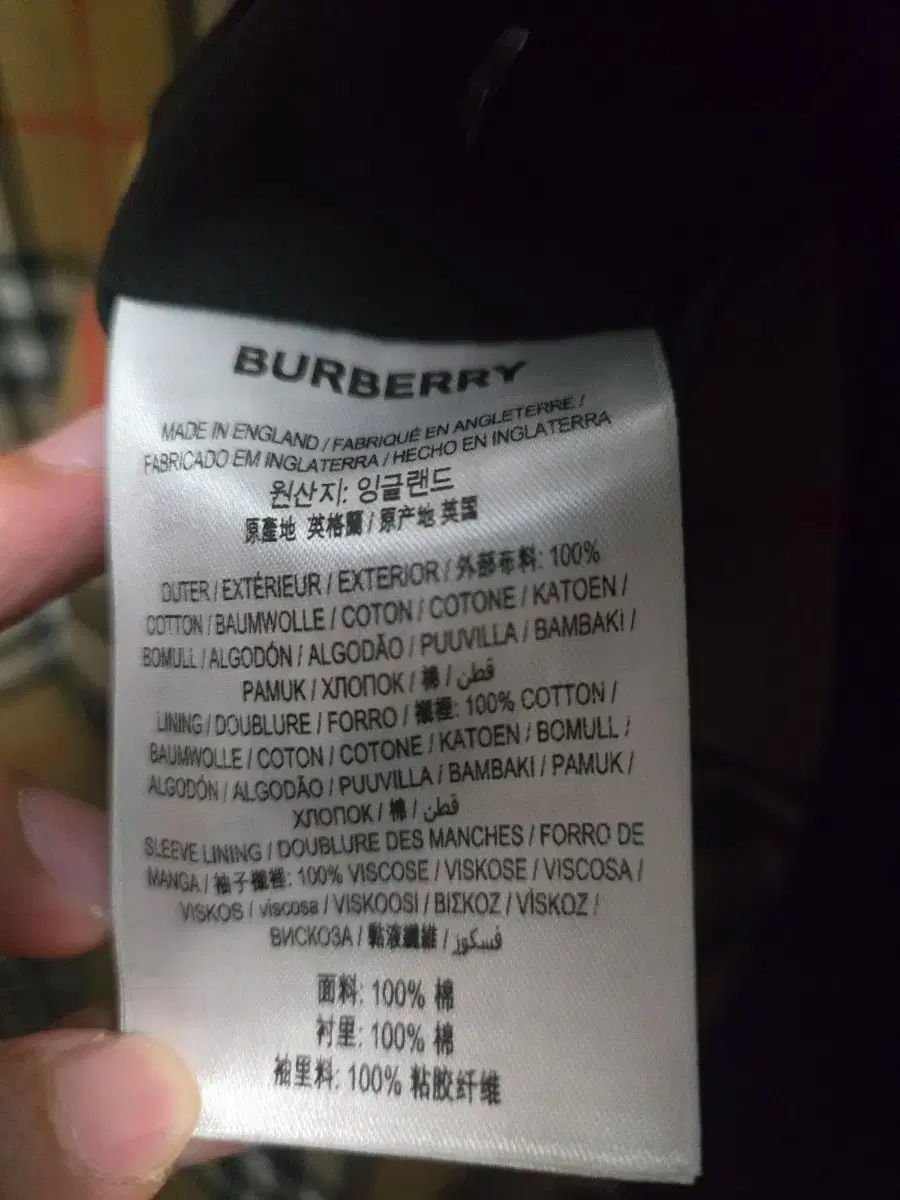 BURBERRY
MADE IN ENGLAND / FABRIQUÉ EN ANGLETERRE /
FABRICADO EM INGLATERRA / HECHO EN INGLATERRA
원산지: 잉글랜드
原產地 英格蘭 / 原产地 英国
OUTER / EXTÉRIEUR / EXTERIOR / 外部布料: 100%
COTTON / BAUMWOLLE / COTON / COTONE / KATOEN /
BOMULL / ALGODÓN / ALGODÃO / PUUVILLA / BAMBAKI /
PAMUK / ХЛОПОК / 棉 / قطن
LINING / DOUBLURE / FORRO / 襯裡: 100% COTTON /
BAUMWOLLE / COTON / COTONE / KATOEN / BOMULL /
ALGODÓN / ALGODÃO / PUUVILLA / BAMBAKI / PAMUK /
ХЛОПОК / 棉 / قطن
SLEEVE LINING / DOUBLURE DES MANCHES / FORRO DE
MANGA / 袖子襯裡: 100% VISCOSE / VISKOSE / VISCOSA /
VISKOS / viscosa / VISKOOSI / ΒΙΣΚΟΖ / VİSKOZ /
ВИСКОЗА / 黏液纖維 / فسكوز
面料: 100% 棉
衬里: 100% 棉
袖里料: 100% 粘胶纤维